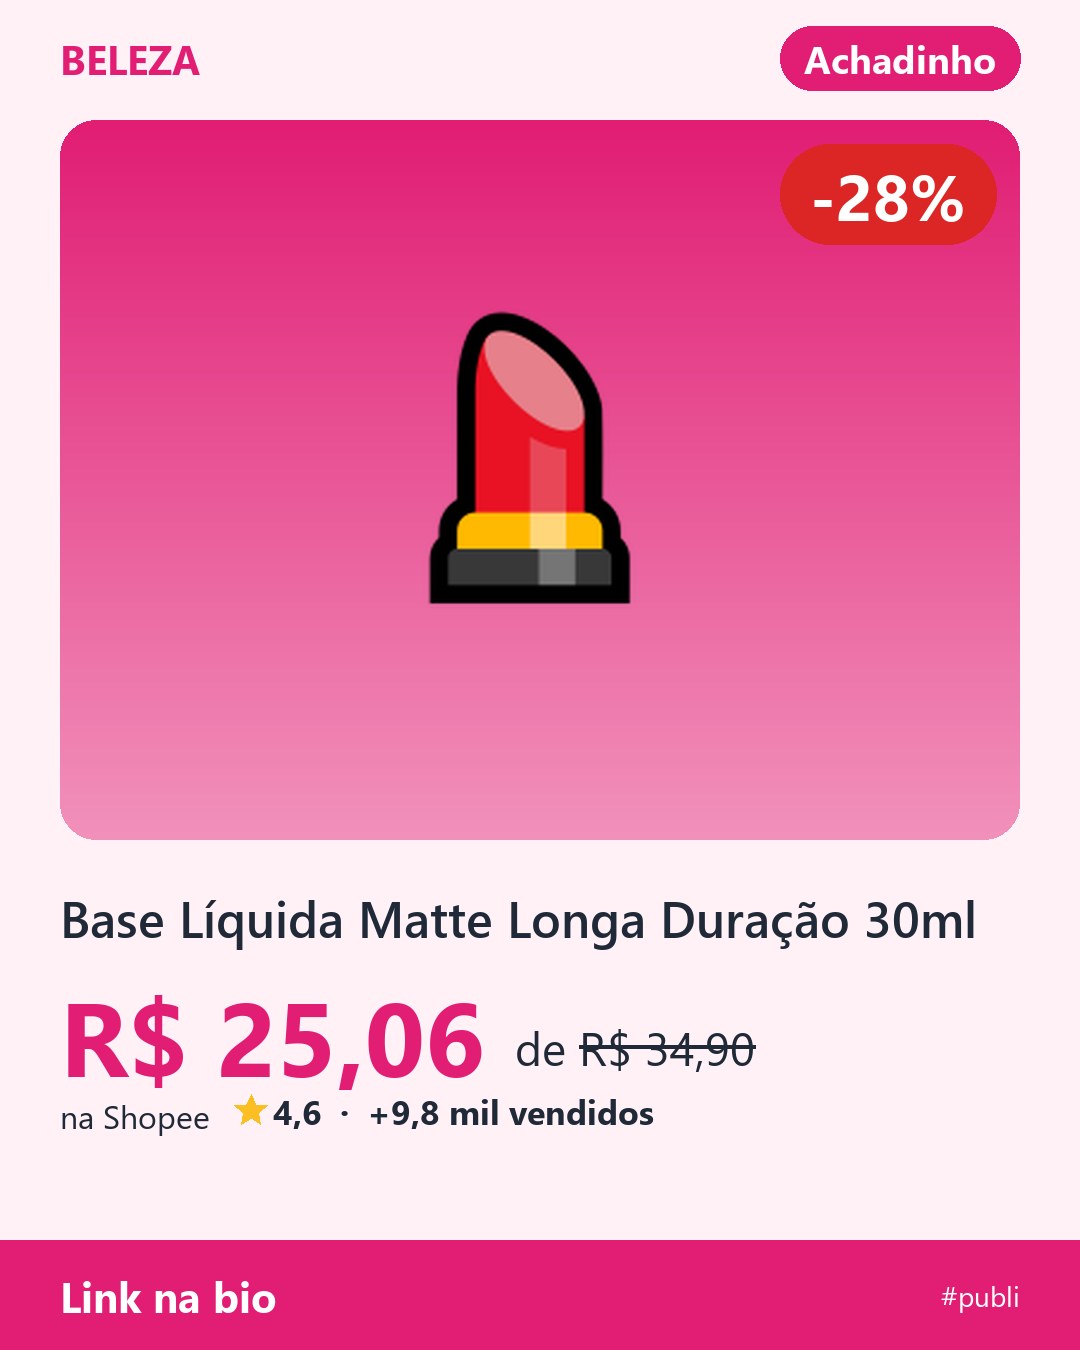 BELEZA
Achadinho
-28%
Base Líquida Matte Longa Duração 30ml
R$ 25,06 de R$ 34,90
na Shopee ⭐4,6 · +9,8 mil vendidos
Link na bio
#publi